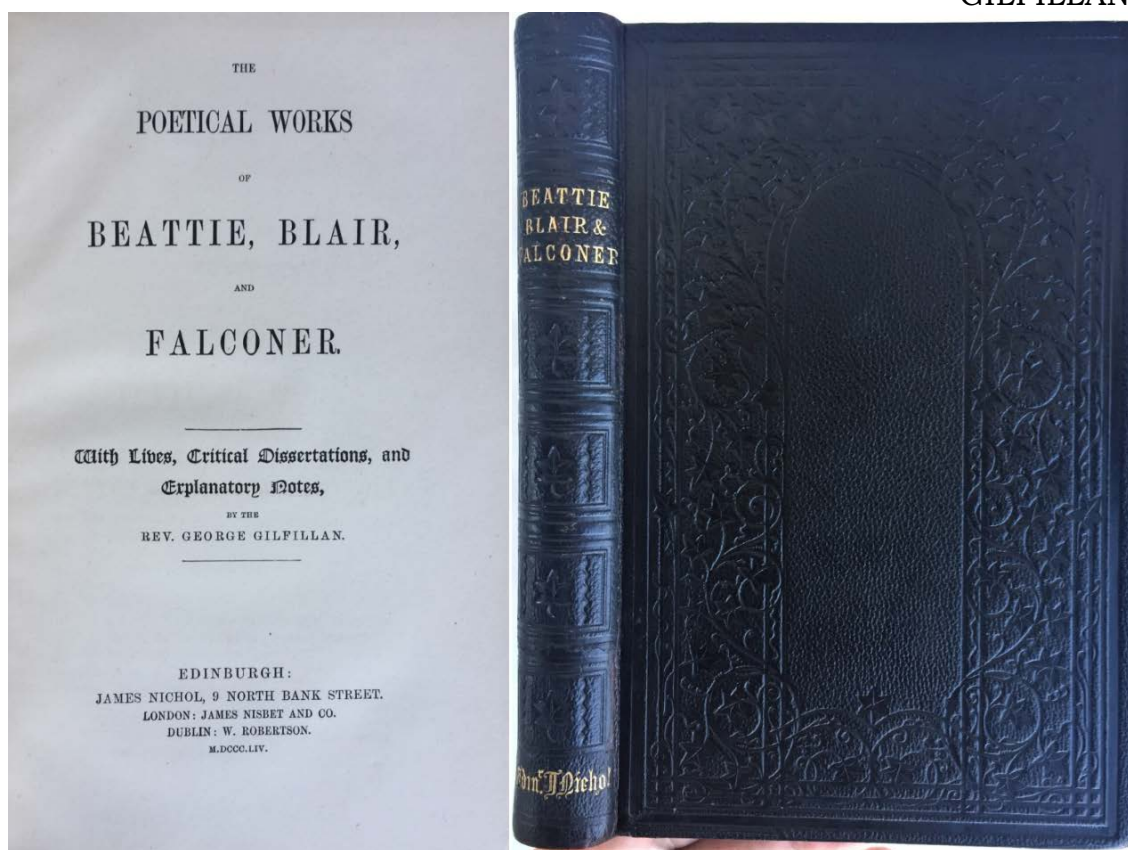 GILFILLAN
THE
POETICAL WORKS
OF
BEATTIE, BLAIR,
AND
FALCONER.
With Lives, Critical Dissertations, and
Explanatory Notes,
BY THE
REV. GEORGE GILFILLAN.
EDINBURGH:
JAMES NICHOL, 9 NORTH BANK STREET.
LONDON: JAMES NISBET AND CO.
DUBLIN: W. ROBERTSON.
M.DCCC.LIV.
BEATTIE
BLAIR &
FALCONER
Edinr. J Nichol